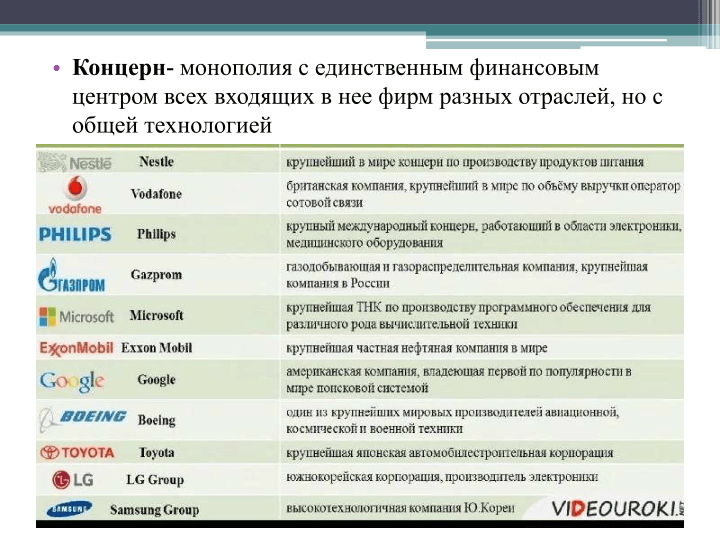 • Концерн- монополия с единственным финансовым
центром всех входящих в нее фирм разных отраслей, но с
общей технологией
Nestlé Nestle крупнейший в мире концерн по производству продуктов питания
vodafone Vodafone британская компания, крупнейший в мире по объёму выручки оператор
сотовой связи
PHILIPS Philips крупный международный концерн, работающий в области электроники,
медицинского оборудования
ГАЗПРОМ Gazprom газодобывающая и газораспределительная компания, крупнейшая
компания в России
Microsoft Microsoft крупнейшая ТНК по производству программного обеспечения для
различного рода вычислительной техники
ExxonMobil Exxon Mobil крупнейшая частная нефтяная компания в мире
Google Google американская компания, владеющая первой по популярности в
мире поисковой системой
BOEING Boeing один из крупнейших мировых производителей авиационной,
космической и военной техники
TOYOTA Toyota крупнейшая японская автомобилестроительная корпорация
LG LG Group южнокорейская корпорация, производитель электроники
SAMSUNG Samsung Group высокотехнологичная компания Ю.Кореи
VIDEOUROKI.NET